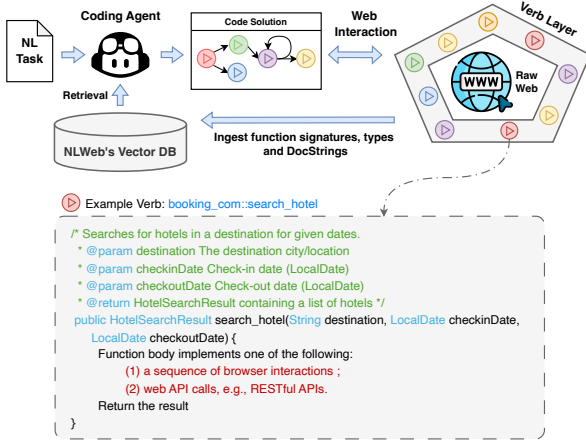 NL
Task
Coding Agent
Code Solution
Web
Interaction
Verb Layer
WWW
Raw
Web
Retrieval
NLWeb's Vector DB
Ingest function signatures, types
and DocStrings
Example Verb: booking_com::search_hotel
/* Searches for hotels in a destination for given dates.
* @param destination The destination city/location
* @param checkinDate Check-in date (LocalDate)
* @param checkoutDate Check-out date (LocalDate)
* @return HotelSearchResult containing a list of hotels */
public HotelSearchResult search_hotel(String destination, LocalDate checkinDate,
LocalDate checkoutDate) {
Function body implements one of the following:
(1) a sequence of browser interactions ;
(2) web API calls, e.g., RESTful APIs.
Return the result
}